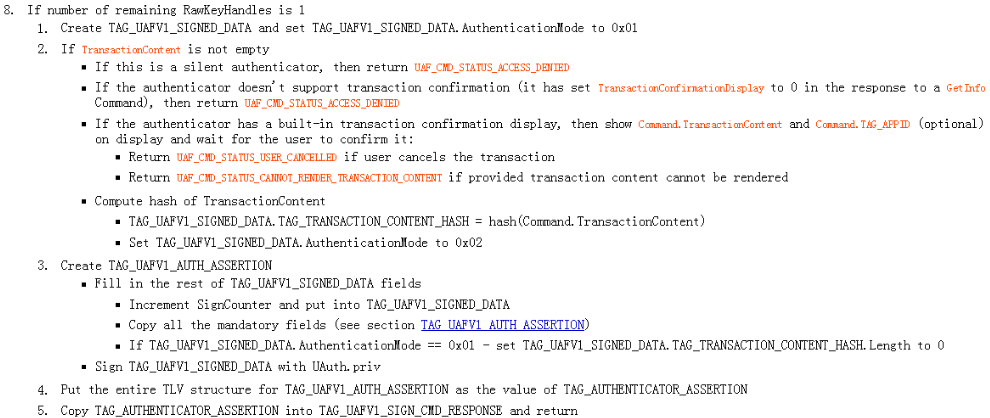 8. If number of remaining RawKeyHandles is 1
1. Create TAG_UAFV1_SIGNED_DATA and set TAG_UAFV1_SIGNED_DATA.AuthenticationMode to 0x01
2. If TransactionContent is not empty
▪ If this is a silent authenticator, then return UAF_CMD_STATUS_ACCESS_DENIED
▪ If the authenticator doesn't support transaction confirmation (it has set TransactionConfirmationDisplay to 0 in the response to a GetInfo
Command), then return UAF_CMD_STATUS_ACCESS_DENIED
▪ If the authenticator has a built-in transaction confirmation display, then show Command.TransactionContent and Command.TAG_APPID (optional)
on display and wait for the user to confirm it:
▪ Return UAF_CMD_STATUS_USER_CANCELLED if user cancels the transaction
▪ Return UAF_CMD_STATUS_CANNOT_RENDER_TRANSACTION_CONTENT if provided transaction content cannot be rendered
▪ Compute hash of TransactionContent
▪ TAG_UAFV1_SIGNED_DATA.TAG_TRANSACTION_CONTENT_HASH = hash(Command.TransactionContent)
▪ Set TAG_UAFV1_SIGNED_DATA.AuthenticationMode to 0x02
3. Create TAG_UAFV1_AUTH_ASSERTION
▪ Fill in the rest of TAG_UAFV1_SIGNED_DATA fields
▪ Increment SignCounter and put into TAG_UAFV1_SIGNED_DATA
▪ Copy all the mandatory fields (see section TAG_UAFV1_AUTH_ASSERTION)
▪ If TAG_UAFV1_SIGNED_DATA.AuthenticationMode == 0x01 - set TAG_UAFV1_SIGNED_DATA.TAG_TRANSACTION_CONTENT_HASH.Length to 0
▪ Sign TAG_UAFV1_SIGNED_DATA with UAuth.priv
4. Put the entire TLV structure for TAG_UAFV1_AUTH_ASSERTION as the value of TAG_AUTHENTICATOR_ASSERTION
5. Copy TAG_AUTHENTICATOR_ASSERTION into TAG_UAFV1_SIGN_CMD_RESPONSE and return